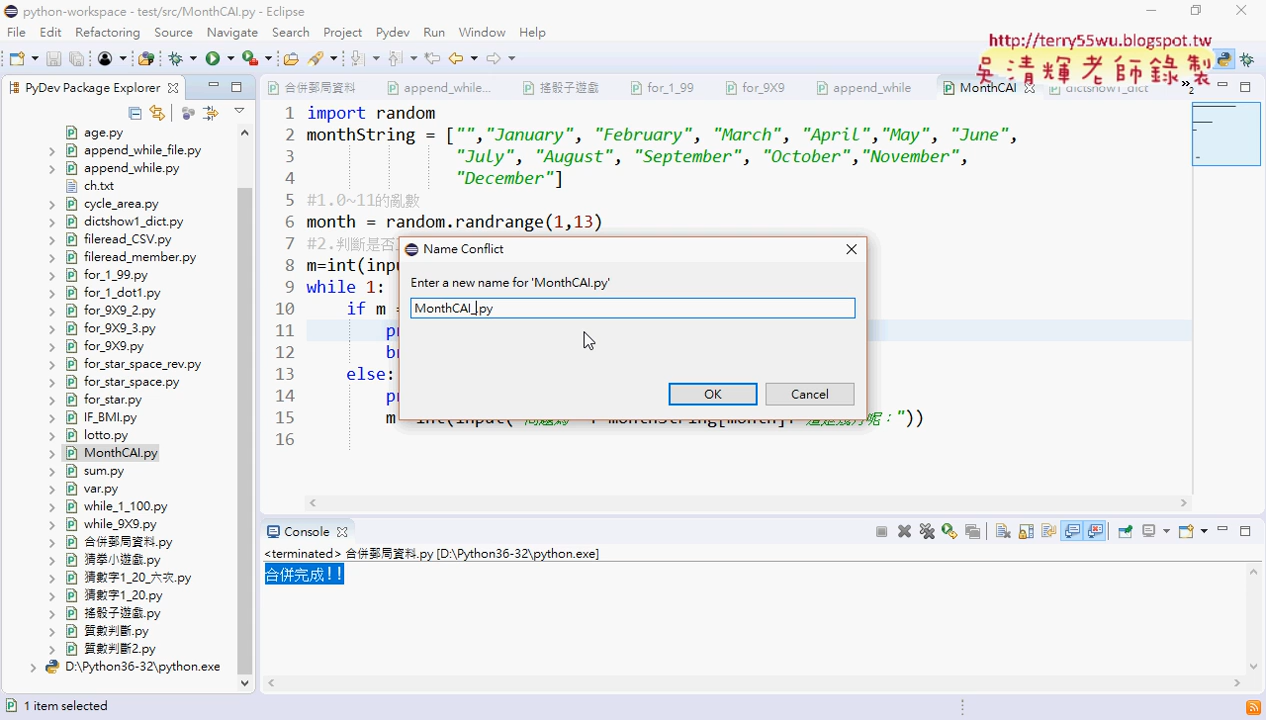 python-workspace - test/src/MonthCAI.py - Eclipse
File Edit Refactoring Source Navigate Search Project Pydev Run Window Help
http://terry55wu.blogspot.tw
吳清輝老師錄製
PyDev Package Explorer
合併郵局資料 append_while... 搖骰子遊戲 for_1_99 for_9X9 append_while MonthCAI dictshow1_dict »2
age.py
append_while_file.py
append_while.py
ch.txt
cycle_area.py
dictshow1_dict.py
fileread_CSV.py
fileread_member.py
for_1_99.py
for_1_dot1.py
for_9X9_2.py
for_9X9_3.py
for_9X9.py
for_star_space_rev.py
for_star_space.py
for_star.py
IF_BMI.py
lotto.py
MonthCAI.py
sum.py
var.py
while_1_100.py
while_9X9.py
合併郵局資料.py
猜拳小遊戲.py
猜數字1_20_六次.py
猜數字1_20.py
搖骰子遊戲.py
質數判斷.py
質數判斷2.py
D:\Python36-32\python.exe
1 import random
2 monthString = ["","January", "February", "March", "April","May", "June",
3 "July", "August", "September", "October","November",
4 "December"]
5 #1.0~11的亂數
6 month = random.randrange(1,13)
7 #2.判斷是否
8 m=int(inp
9 while 1:
10 if m =
11 pr
12 br
13 else:
14 pr
15 m
16
Name Conflict
Enter a new name for 'MonthCAI.py'
MonthCAI_.py
OK Cancel
Console
<terminated> 合併郵局資料.py [D:\Python36-32\python.exe]
合併完成!!
1 item selected